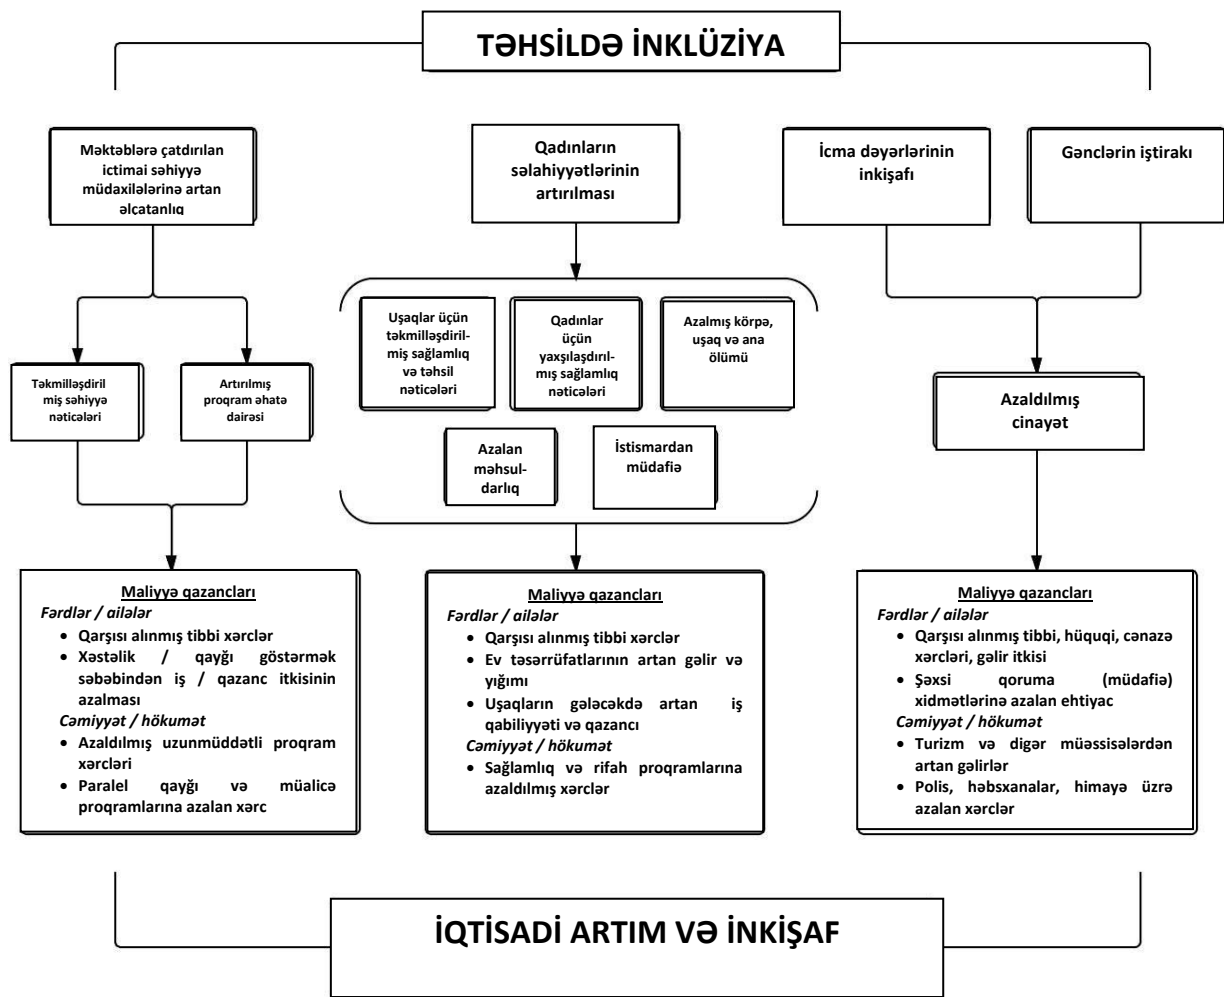 TƏHSİLDƏ İNKLÜZİYA
Məktəblərə çatdırılan
ictimai səhiyyə
müdaxilələrinə artan
əlçatanlıq
Qadınların
səlahiyyətlərinin
artırılması
İcma dəyərlərinin
inkişafı
Gənclərin iştirakı
Təkmilləşdiril
miş səhiyyə
nəticələri
Artırılmış
proqram əhatə
dairəsi
Uşaqlar üçün
təkmilləşdiril-
miş sağlamlıq
və təhsil
nəticələri
Qadınlar
üçün
yaxşılaşdırıl-
mış sağlamlıq
nəticələri
Azalmış körpə,
uşaq və ana
ölümü
Azalan
məhsul-
darlıq
İstismardan
müdafiə
Azaldılmış
cinayət
Maliyyə qazancları
Fərdlər / ailələr
• Qarşısı alınmış tibbi xərclər
• Xəstəlik / qayğı göstərmək
səbəbindən iş / qazanc itkisinin
azalması
Cəmiyyət / hökumət
• Azaldılmış uzunmüddətli proqram
xərcləri
• Paralel qayğı və müalicə
proqramlarına azalan xərc
Maliyyə qazancları
Fərdlər / ailələr
• Qarşısı alınmış tibbi xərclər
• Ev təsərrüfatlarının artan gəlir və
yığımı
• Uşaqların gələcəkdə artan iş
qabiliyyəti və qazancı
Cəmiyyət / hökumət
• Sağlamlıq və rifah proqramlarına
azaldılmış xərclər
Maliyyə qazancları
Fərdlər / ailələr
• Qarşısı alınmış tibbi, hüquqi, cənazə
xərcləri, gəlir itkisi
• Şəxsi qoruma (müdafiə)
xidmətlərinə azalan ehtiyac
Cəmiyyət / hökumət
• Turizm və digər müəssisələrdən
artan gəlirlər
• Polis, həbsxanalar, himayə üzrə
azalan xərclər
İQTİSADİ ARTIM VƏ İNKİŞAF